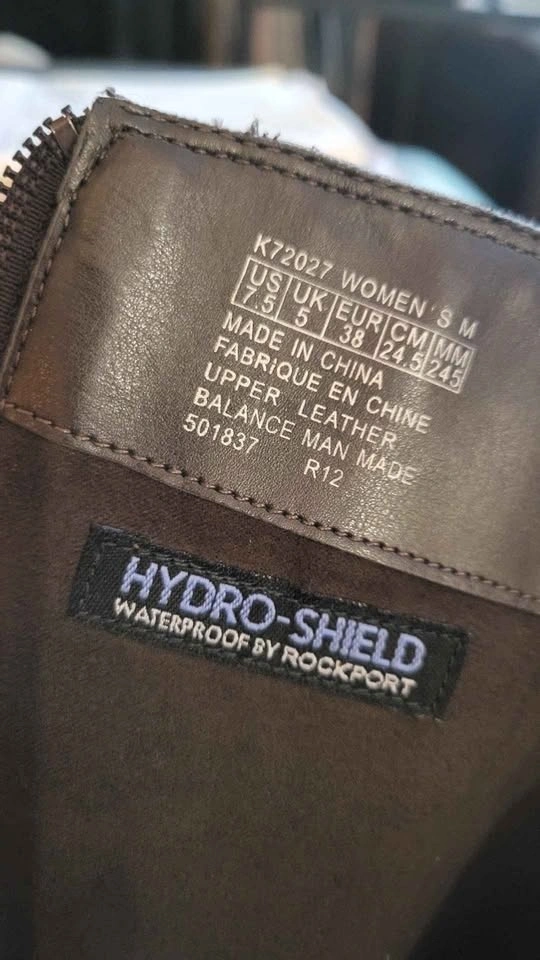 K72027 WOMEN'S M
US UK EUR CM MM
7.5 5 38 24.5 245
MADE IN CHINA
FABRIQUE EN CHINE
UPPER LEATHER
BALANCE MAN MADE
501837 R12
HYDRO-SHIELD
WATERPROOF BY ROCKPORT